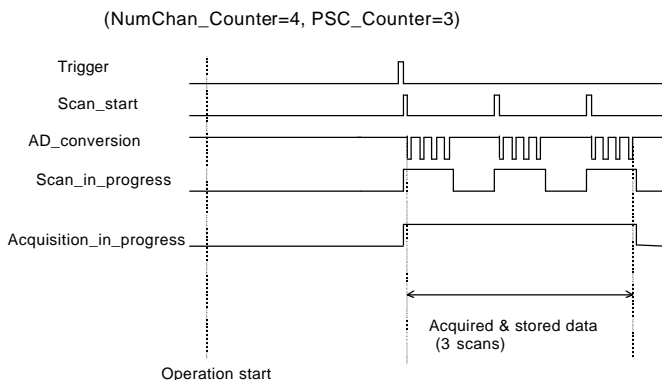 (NumChan_Counter=4, PSC_Counter=3)
Trigger
Scan_start
AD_conversion
Scan_in_progress
Acquisition_in_progress
Acquired & stored data
(3 scans)
Operation start